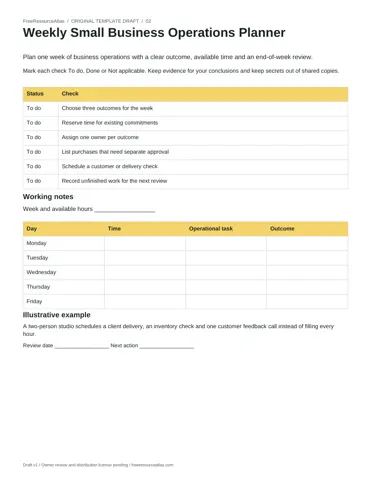 FreeResourceAtlas / ORIGINAL TEMPLATE DRAFT / 02
Weekly Small Business Operations Planner
Plan one week of business operations with a clear outcome, available time and an end-of-week review.
Mark each check To do, Done or Not applicable. Keep evidence for your conclusions and keep secrets out of shared copies.
Status Check
To do Choose three outcomes for the week
To do Reserve time for existing commitments
To do Assign one owner per outcome
To do List purchases that need separate approval
To do Schedule a customer or delivery check
To do Record unfinished work for the next review
Working notes
Week and available hours ____________________
Day Time Operational task Outcome
Monday
Tuesday
Wednesday
Thursday
Friday
Illustrative example
A two-person studio schedules a client delivery, an inventory check and one customer feedback call instead of filling every
hour.
Review date __________________ Next action __________________
Draft v1 / Owner review and distribution licence pending / freeresourceatlas.com